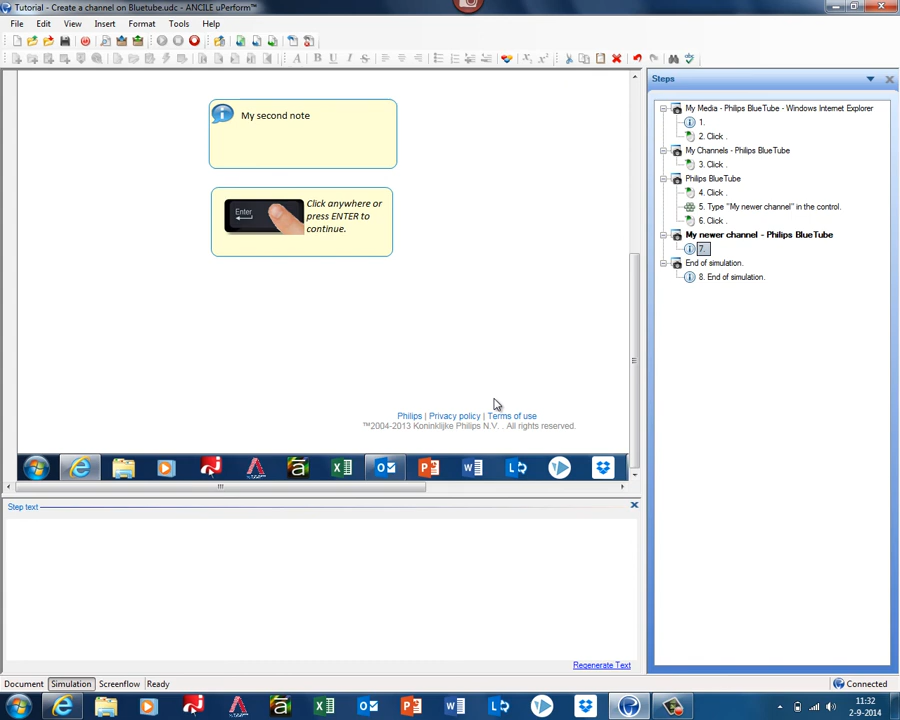 Tutorial - Create a channel on Bluetube.udc - ANCILE uPerform™
File Edit View Insert Format Tools Help
My second note
Enter
Click anywhere or
press ENTER to
continue.
Philips | Privacy policy | Terms of use
™2004-2013 Koninklijke Philips N.V. . All rights reserved.
Step text
Regenerate Text
Steps
My Media - Philips BlueTube - Windows Internet Explorer
1.
2. Click .
My Channels - Philips BlueTube
3. Click .
Philips BlueTube
4. Click .
5. Type "My newer channel" in the control.
6. Click .
My newer channel - Philips BlueTube
7.
End of simulation.
8. End of simulation.
Document Simulation Screenflow Ready
Connected
11:32
2-9-2014